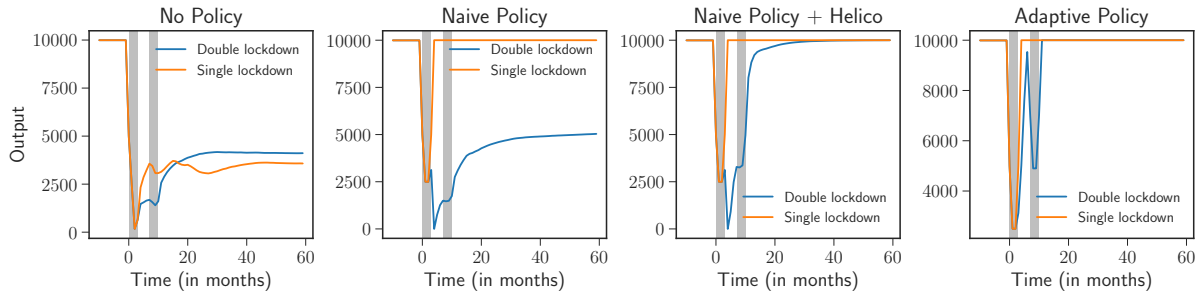 No Policy
Naive Policy
Naive Policy + Helico
Adaptive Policy
Output
10000
7500
5000
2500
0
Double lockdown
Single lockdown
0 20 40 60
Time (in months)
10000
7500
5000
2500
0
Double lockdown
Single lockdown
0 20 40 60
Time (in months)
10000
7500
5000
2500
0
Double lockdown
Single lockdown
0 20 40 60
Time (in months)
10000
8000
6000
4000
Double lockdown
Single lockdown
0 20 40 60
Time (in months)